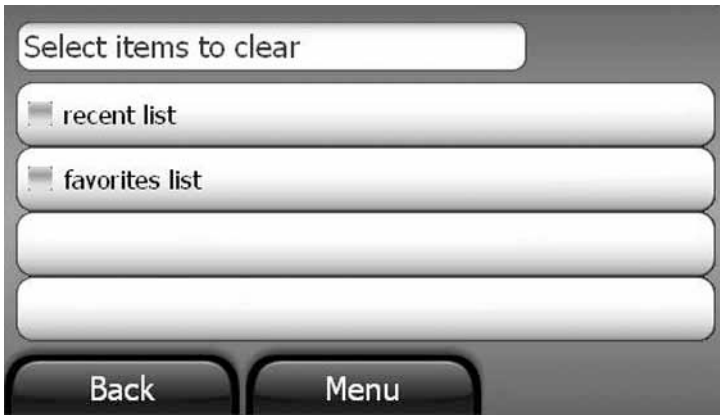 Select items to clear
recent list
favorites list
Back
Menu